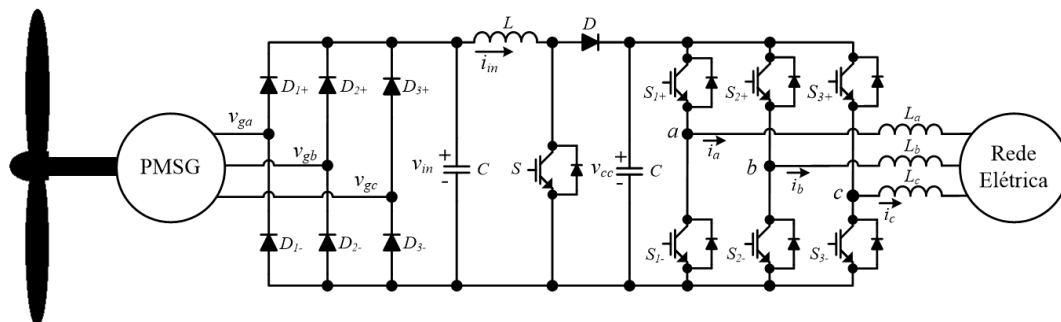 L
D
i_in
D_1+
D_2+
D_3+
S_1+
S_2+
S_3+
v_ga
a
i_a
L_a
PMSG
v_gb
v_in
+
-
C
S
v_cc
+
-
C
b
i_b
L_b
Rede
Elétrica
v_gc
c
i_c
L_c
D_1-
D_2-
D_3-
S_1-
S_2-
S_3-